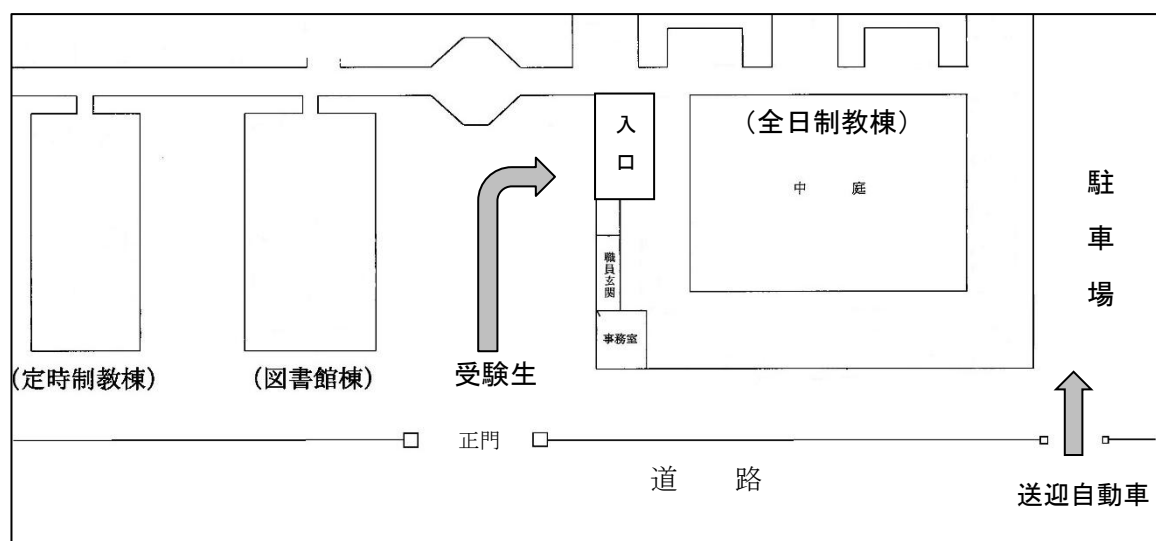 入口
(全日制教棟)
中　庭
駐車場
職員玄関
事務室
(定時制教棟)
(図書館棟)
受験生
正門
道　路
送迎自動車